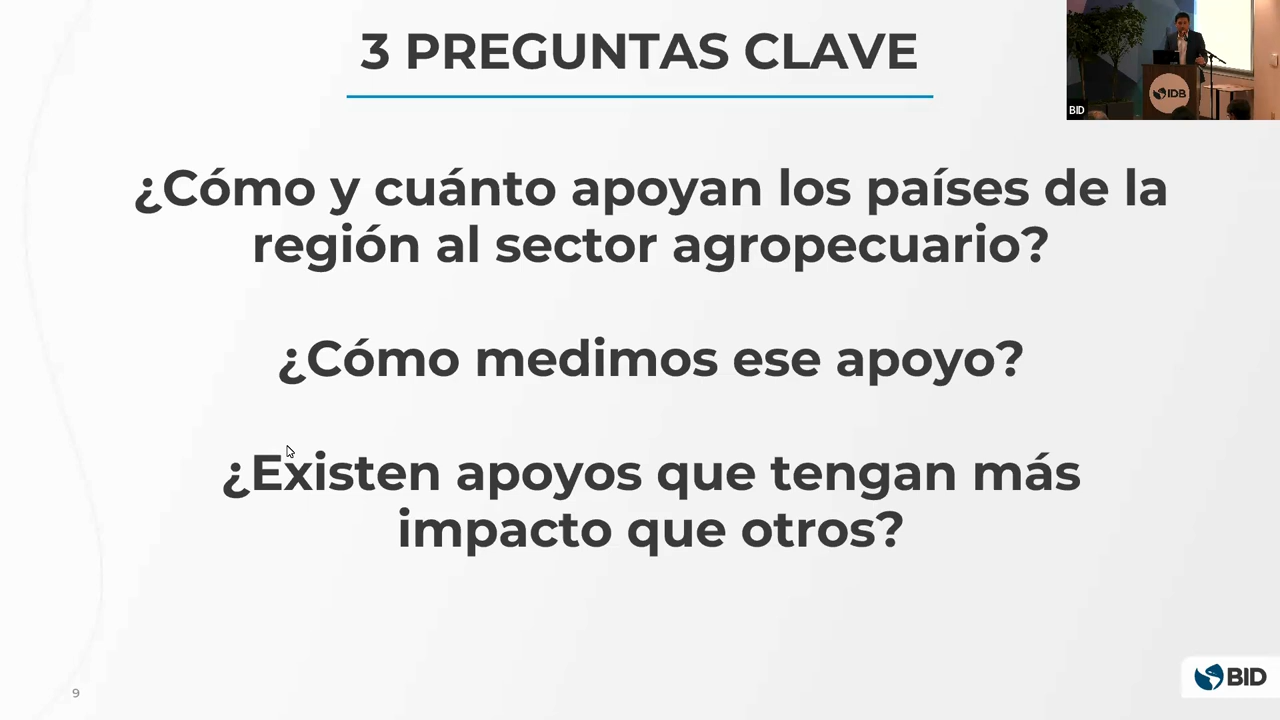 3 PREGUNTAS CLAVE
IDB
BID
¿Cómo y cuánto apoyan los países de la
región al sector agropecuario?
¿Cómo medimos ese apoyo?
¿Existen apoyos que tengan más
impacto que otros?
9
BID